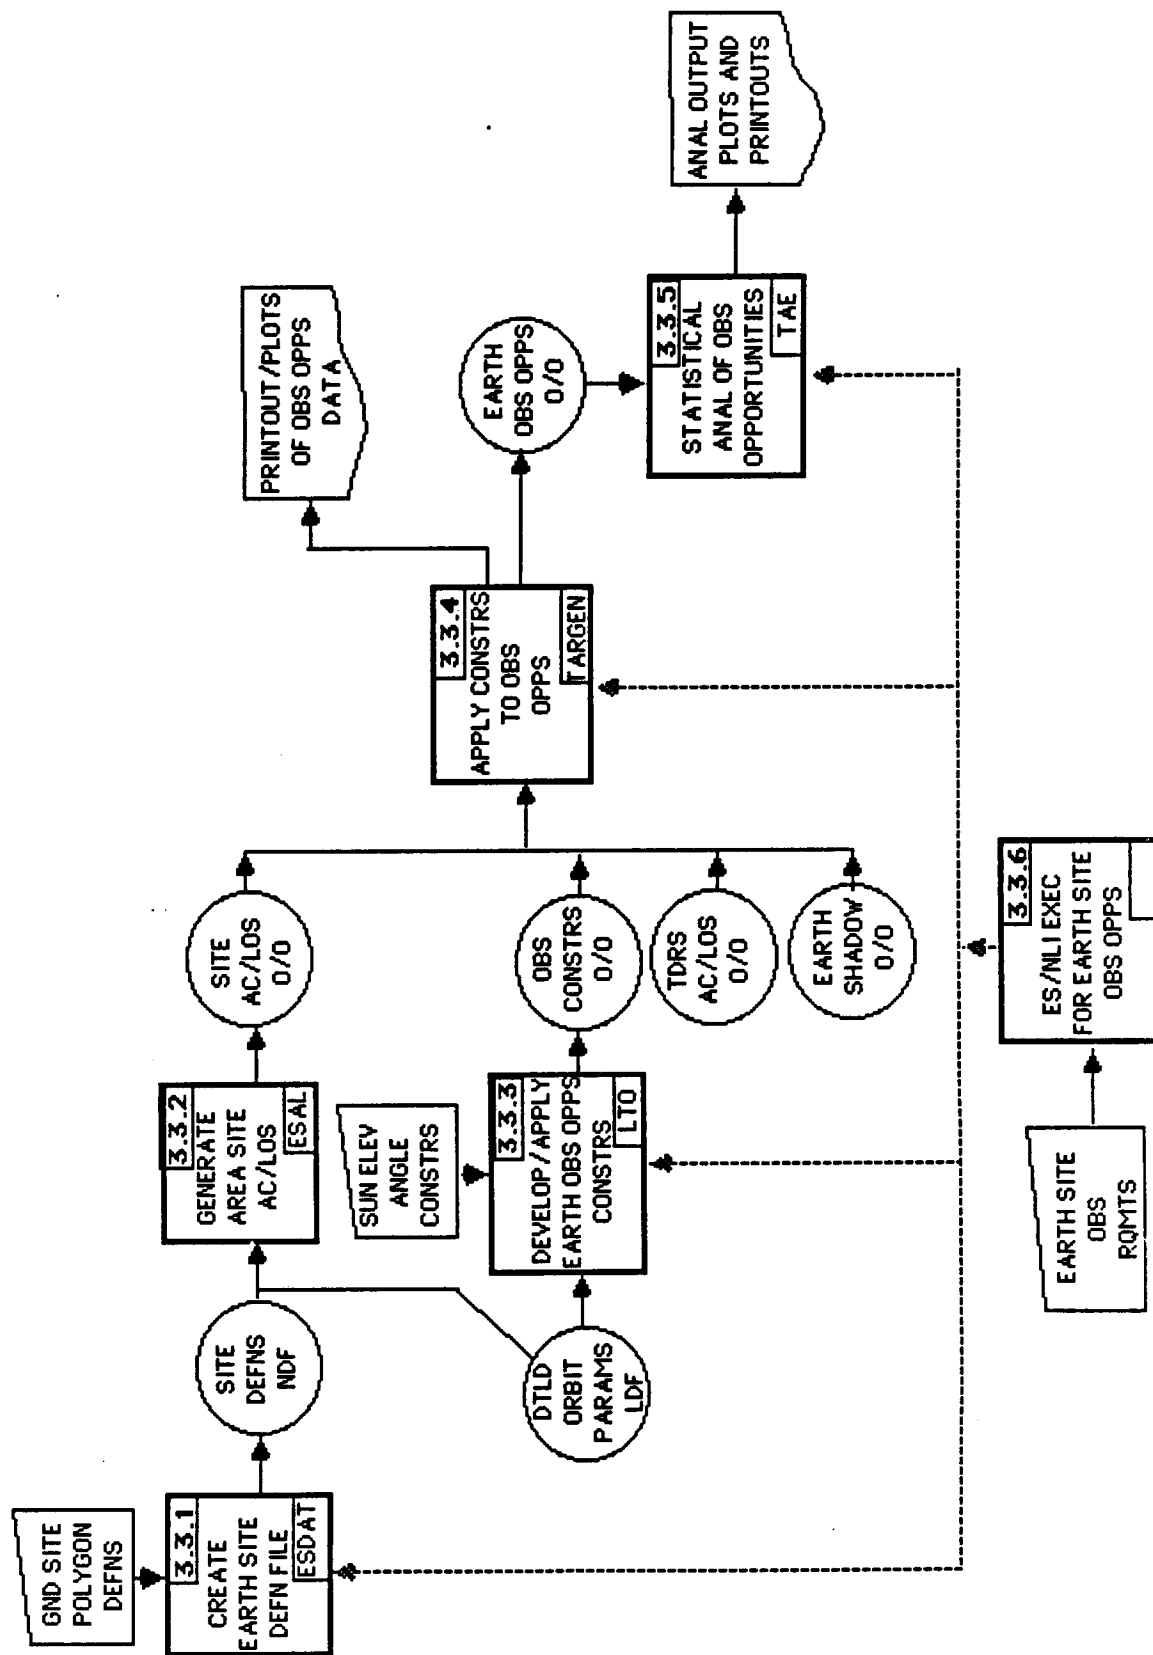 GND SITE
POLYGON
DEFNS
3.3.1
CREATE
EARTH SITE
DEFN FILE
ESDAT
SITE
DEFNS
NDF
DTLD
ORBIT
PARAMS
LDF
3.3.2
GENERATE
AREA SITE
AC/LOS
ESAL
SUN ELEV
ANGLE
CONSTRS
3.3.3
DEVELOP/APPLY
EARTH OBS OPPS
CONSTRS
LTO
SITE
AC/LOS
O/O
OBS
CONSTRS
O/O
TDRS
AC/LOS
O/O
EARTH
SHADOW
O/O
3.3.4
APPLY CONSTRS
TO OBS
OPPS
TARGEN
PRINTOUT/PLOTS
OF OBS OPPS
DATA
EARTH
OBS OPPS
O/O
3.3.5
STATISTICAL
ANAL OF OBS
OPPORTUNITIES
TAE
ANAL OUTPUT
PLOTS AND
PRINTOUTS
EARTH SITE
OBS
RQMTS
3.3.6
ES/NLI EXEC
FOR EARTH SITE
OBS OPPS